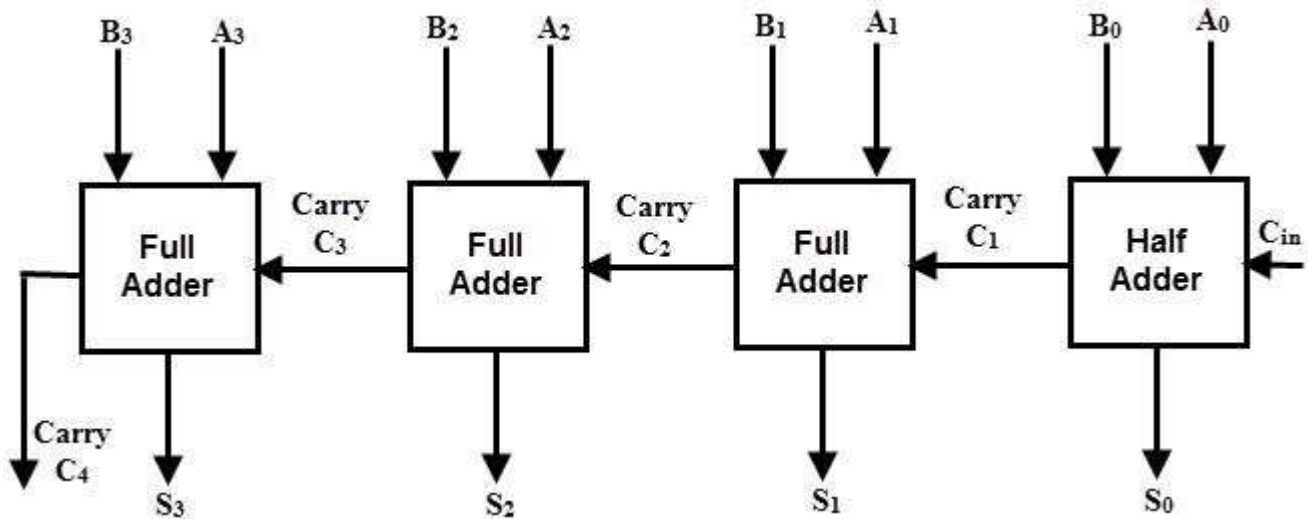 B3 A3 B2 A2 B1 A1 B0 A0
Carry
C3
Carry
C2
Carry
C1
Cin
Full
Adder
Full
Adder
Full
Adder
Half
Adder
Carry
C4
S3 S2 S1 S0